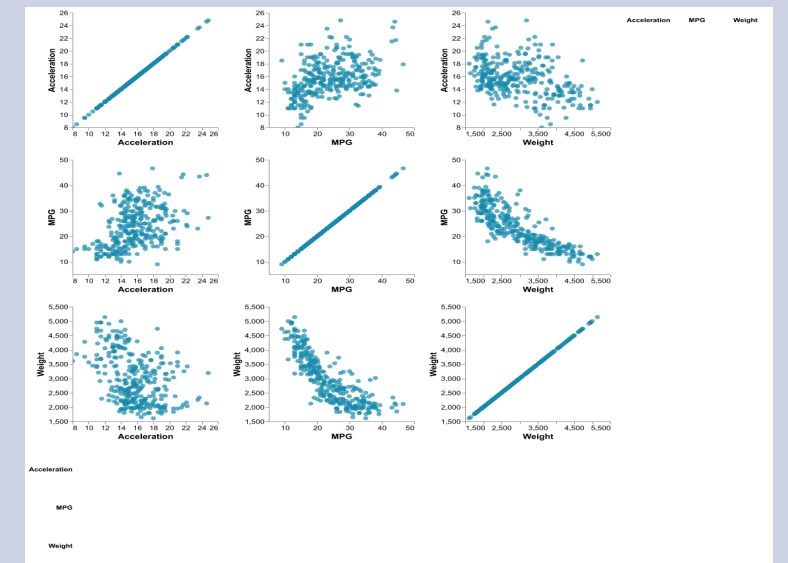 Acceleration MPG Weight
26
24
22
20
18
16
14
12
10
8
Acceleration
8 10 12 14 16 18 20 22 24 26
Acceleration
26
24
22
20
18
16
14
12
10
8
Acceleration
10 20 30 40 50
MPG
26
24
22
20
18
16
14
12
10
8
Acceleration
1,500 2,500 3,500 4,500 5,500
Weight
50
40
30
20
10
MPG
8 10 12 14 16 18 20 22 24 26
Acceleration
50
40
30
20
10
MPG
10 20 30 40 50
MPG
50
40
30
20
10
MPG
1,500 2,500 3,500 4,500 5,500
Weight
5,500
5,000
4,500
4,000
3,500
3,000
2,500
2,000
1,500
Weight
8 10 12 14 16 18 20 22 24 26
Acceleration
5,500
5,000
4,500
4,000
3,500
3,000
2,500
2,000
1,500
Weight
10 20 30 40 50
MPG
5,500
5,000
4,500
4,000
3,500
3,000
2,500
2,000
1,500
Weight
1,500 2,500 3,500 4,500 5,500
Weight
Acceleration
MPG
Weight